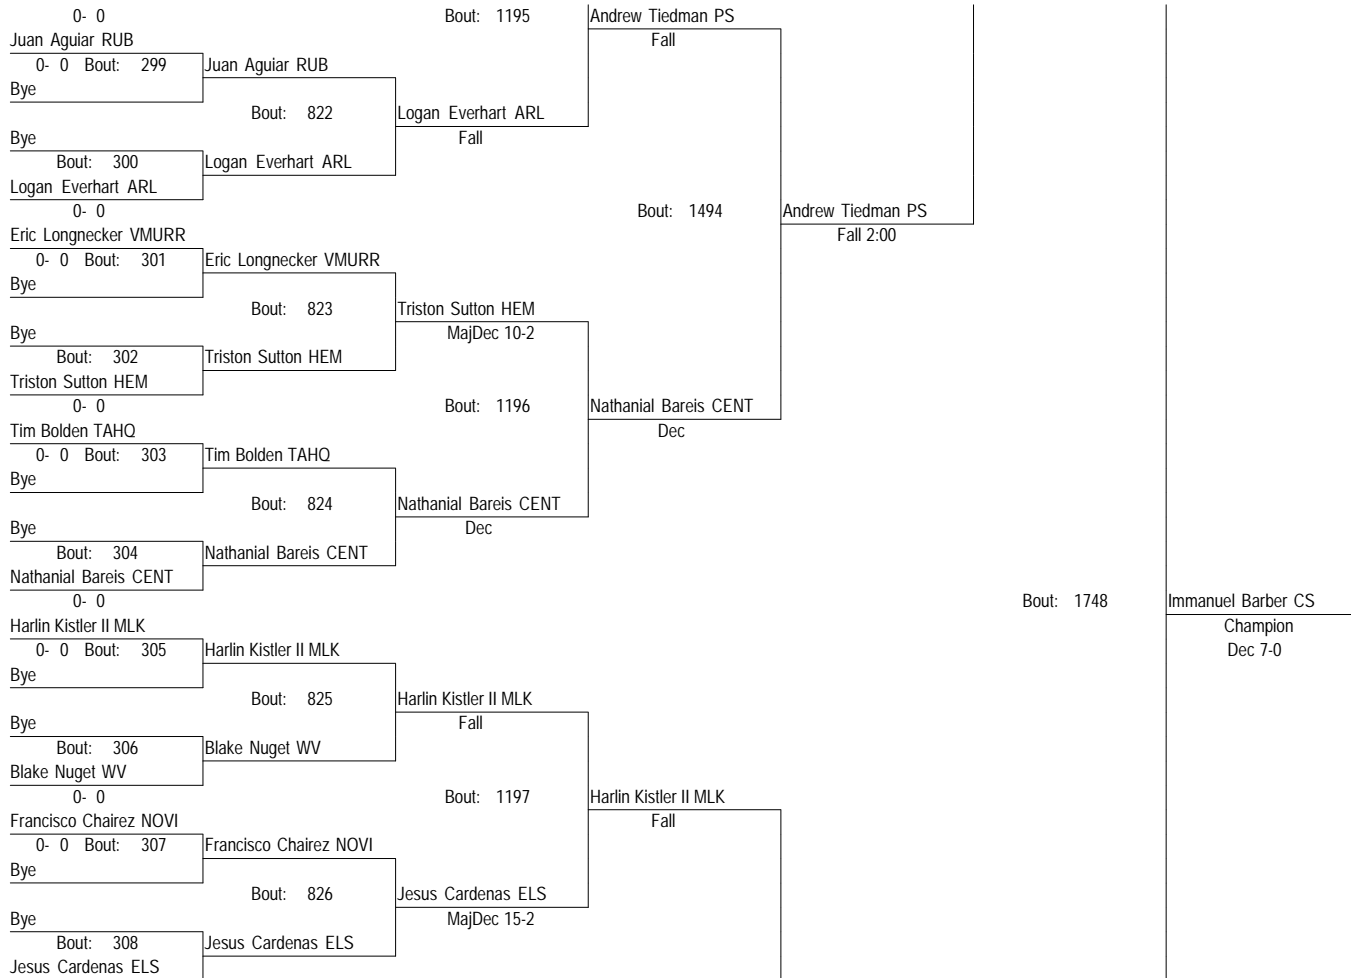 0- 0 Bout: 1195 Andrew Tiedman PS
Juan Aguiar RUB Fall
0- 0 Bout: 299 Juan Aguiar RUB
Bye
Bout: 822 Logan Everhart ARL
Bye Fall
Bout: 300 Logan Everhart ARL
Logan Everhart ARL
0- 0 Bout: 1494 Andrew Tiedman PS
Eric Longnecker VMURR Fall 2:00
0- 0 Bout: 301 Eric Longnecker VMURR
Bye
Bout: 823 Triston Sutton HEM
Bye MajDec 10-2
Bout: 302 Triston Sutton HEM
Triston Sutton HEM
0- 0 Bout: 1196 Nathanial Bareis CENT
Tim Bolden TAHQ Dec
0- 0 Bout: 303 Tim Bolden TAHQ
Bye
Bout: 824 Nathanial Bareis CENT
Bye Dec
Bout: 304 Nathanial Bareis CENT
Nathanial Bareis CENT
0- 0 Bout: 1748 Immanuel Barber CS
Harlin Kistler II MLK Champion
0- 0 Bout: 305 Harlin Kistler II MLK Dec 7-0
Bye
Bout: 825 Harlin Kistler II MLK
Bye Fall
Bout: 306 Blake Nuget WV
Blake Nuget WV
0- 0 Bout: 1197 Harlin Kistler II MLK
Francisco Chairez NOVI Fall
0- 0 Bout: 307 Francisco Chairez NOVI
Bye
Bout: 826 Jesus Cardenas ELS
Bye MajDec 15-2
Bout: 308 Jesus Cardenas ELS
Jesus Cardenas ELS